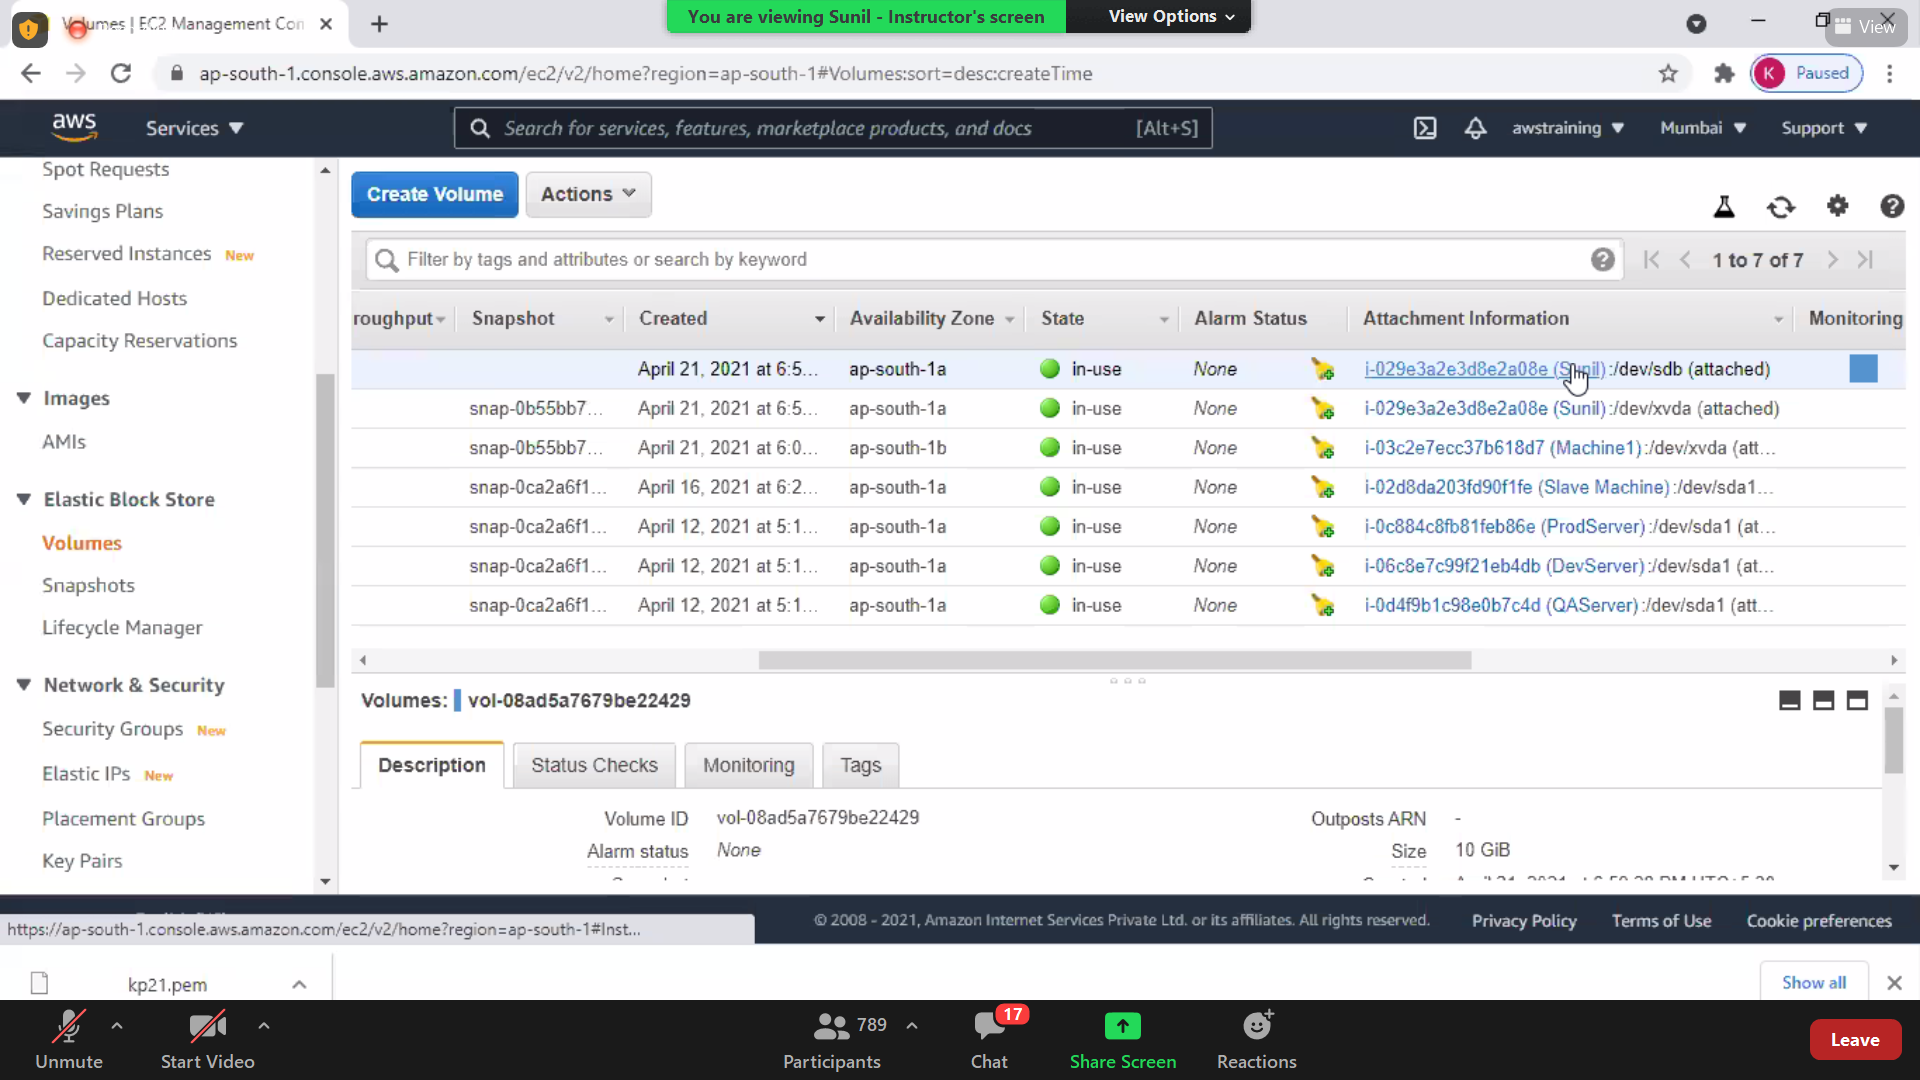 Volumes | EC2 Management Con
You are viewing Sunil - Instructor's screen
View Options
View
ap-south-1.console.aws.amazon.com/ec2/v2/home?region=ap-south-1#Volumes:sort=desc:createTime
K Paused
aws
Services
Search for services, features, marketplace products, and docs [Alt+S]
awstraining
Mumbai
Support
Spot Requests
Savings Plans
Reserved Instances New
Dedicated Hosts
Capacity Reservations
Images
AMIs
Elastic Block Store
Volumes
Snapshots
Lifecycle Manager
Network & Security
Security Groups New
Elastic IPs New
Placement Groups
Key Pairs
Create Volume
Actions
Filter by tags and attributes or search by keyword
1 to 7 of 7
roughput Snapshot Created Availability Zone State Alarm Status Attachment Information Monitoring
April 21, 2021 at 6:5... ap-south-1a in-use None i-029e3a2e3d8e2a08e (Sunil):/dev/sdb (attached)
snap-0b55bb7... April 21, 2021 at 6:5... ap-south-1a in-use None i-029e3a2e3d8e2a08e (Sunil):/dev/xvda (attached)
snap-0b55bb7... April 21, 2021 at 6:0... ap-south-1b in-use None i-03c2e7ecc37b618d7 (Machine1):/dev/xvda (att...
snap-0ca2a6f1... April 16, 2021 at 6:2... ap-south-1a in-use None i-02d8da203fd90f1fe (Slave Machine):/dev/sda1...
snap-0ca2a6f1... April 12, 2021 at 5:1... ap-south-1a in-use None i-0c884c8fb81feb86e (ProdServer):/dev/sda1 (at...
snap-0ca2a6f1... April 12, 2021 at 5:1... ap-south-1a in-use None i-06c8e7c99f21eb4db (DevServer):/dev/sda1 (at...
snap-0ca2a6f1... April 12, 2021 at 5:1... ap-south-1a in-use None i-0d4f9b1c98e0b7c4d (QAServer):/dev/sda1 (att...
Volumes: vol-08ad5a7679be22429
Description Status Checks Monitoring Tags
Volume ID vol-08ad5a7679be22429 Outposts ARN -
Alarm status None Size 10 GiB
https://ap-south-1.console.aws.amazon.com/ec2/v2/home?region=ap-south-1#Inst...
© 2008 - 2021, Amazon Internet Services Private Ltd. or its affiliates. All rights reserved. Privacy Policy Terms of Use Cookie preferences
kp21.pem
Show all
Unmute
Start Video
789
Participants
17
Chat
Share Screen
Reactions
Leave